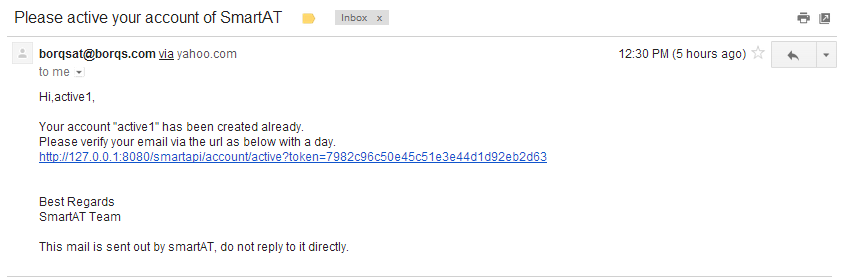 Please active your account of SmartAT
Inbox x
borqsat@borqs.com via yahoo.com
12:30 PM (5 hours ago)
to me
Hi,active1,
Your account "active1" has been created already.
Please verify your email via the url as below with a day.
http://127.0.0.1:8080/smartapi/account/active?token=7982c96c50e45c51e3e44d1d92eb2d63
Best Regards
SmartAT Team
This mail is sent out by smartAT, do not reply to it directly.